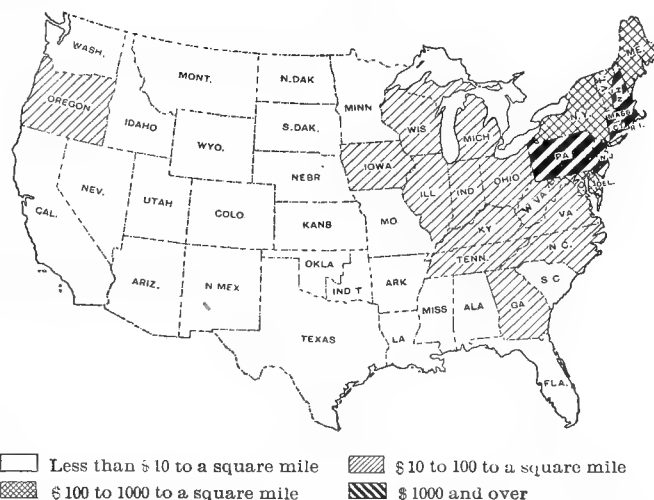 WASH.
MONT.
N.DAK
MINN
ME.
OREGON
IDAHO
S.DAK.
WIS
MICH
N.Y.
MASS
R.I.
WYO.
IOWA
PA
N.J.
NEV.
UTAH
COLO
NEBR
ILL
IND
OHIO
W VA
DEL.
CAL.
KANS
MO.
KY
VA
ARIZ.
N MEX
OKLA
IND T
ARK
TENN.
N C.
S C
TEXAS
LA
MISS
ALA
GA
FLA.
Less than $ 10 to a square mile
$ 10 to 100 to a square mile
$ 100 to 1000 to a square mile
$ 1000 and over